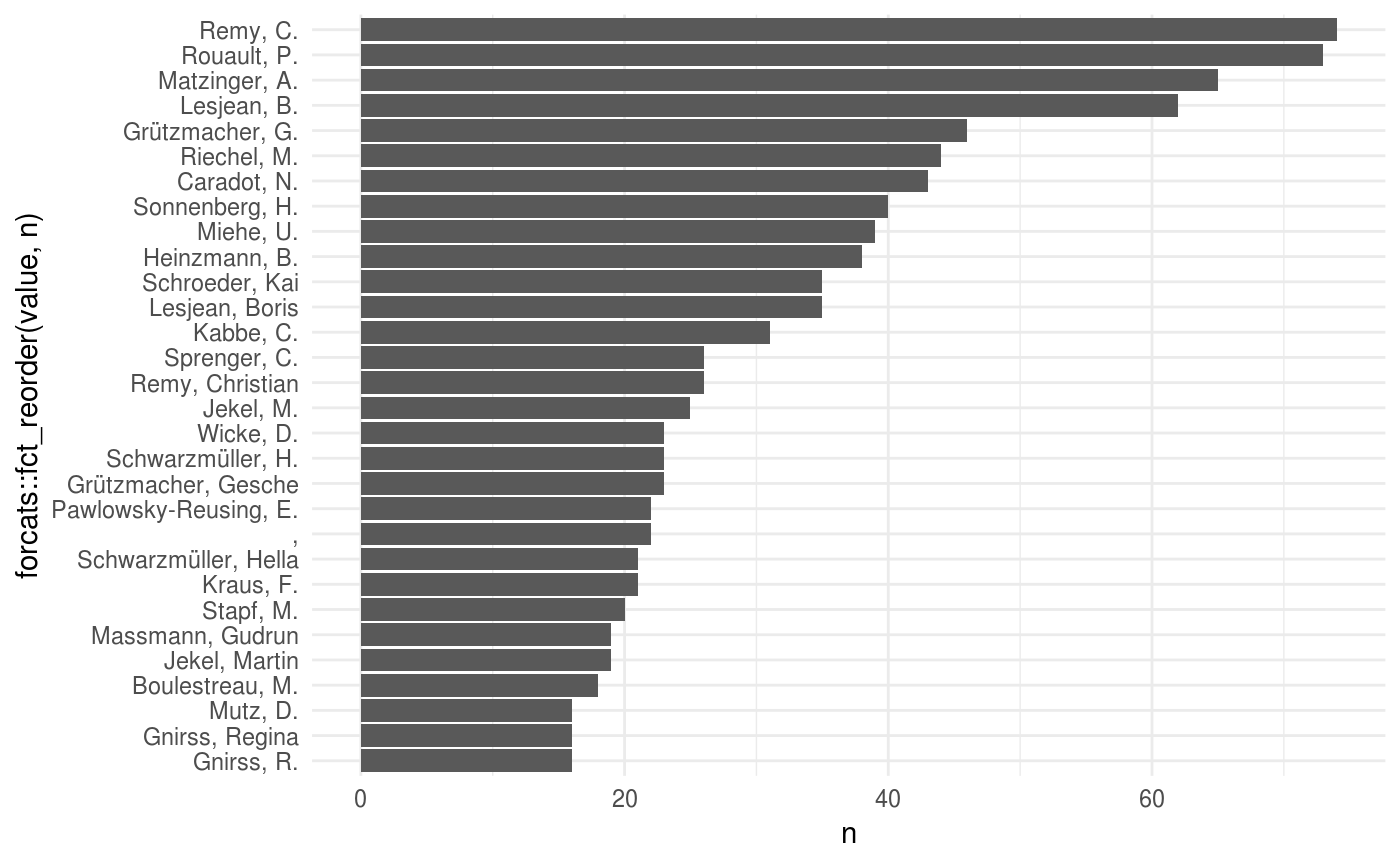 Remy, C.
Rouault, P.
Matzinger, A.
Lesjean, B.
Grützmacher, G.
Riechel, M.
Caradot, N.
Sonnenberg, H.
Miehe, U.
Heinzmann, B.
Schroeder, Kai
Lesjean, Boris
Kabbe, C.
Sprenger, C.
Remy, Christian
Jekel, M.
Wicke, D.
Schwarzmüller, H.
Grützmacher, Gesche
Pawlowsky-Reusing, E.
,
Schwarzmüller, Hella
Kraus, F.
Stapf, M.
Massmann, Gudrun
Jekel, Martin
Boulestreau, M.
Mutz, D.
Gnirss, Regina
Gnirss, R.
forcats::fct_reorder(value, n)
0 20 40 60
n